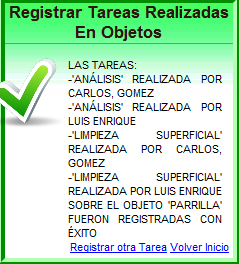 Registrar Tareas Realizadas
En Objetos
LAS TAREAS:
-'ANÁLISIS' REALIZADA POR
CARLOS, GOMEZ
-'ANÁLISIS' REALIZADA POR
LUIS ENRIQUE
-'LIMPIEZA SUPERFICIAL'
REALIZADA POR CARLOS,
GOMEZ
-'LIMPIEZA SUPERFICIAL'
REALIZADA POR LUIS ENRIQUE
SOBRE EL OBJETO 'PARRILLA'
FUERON REGISTRADAS CON
ÉXITO
Registrar otra Tarea Volver Inicio